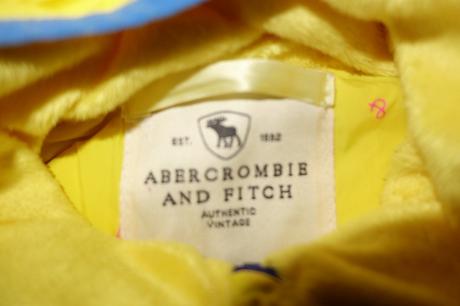 EST. 1892
ABERCROMBIE
AND FITCH
AUTHENTIC
VINTAGE